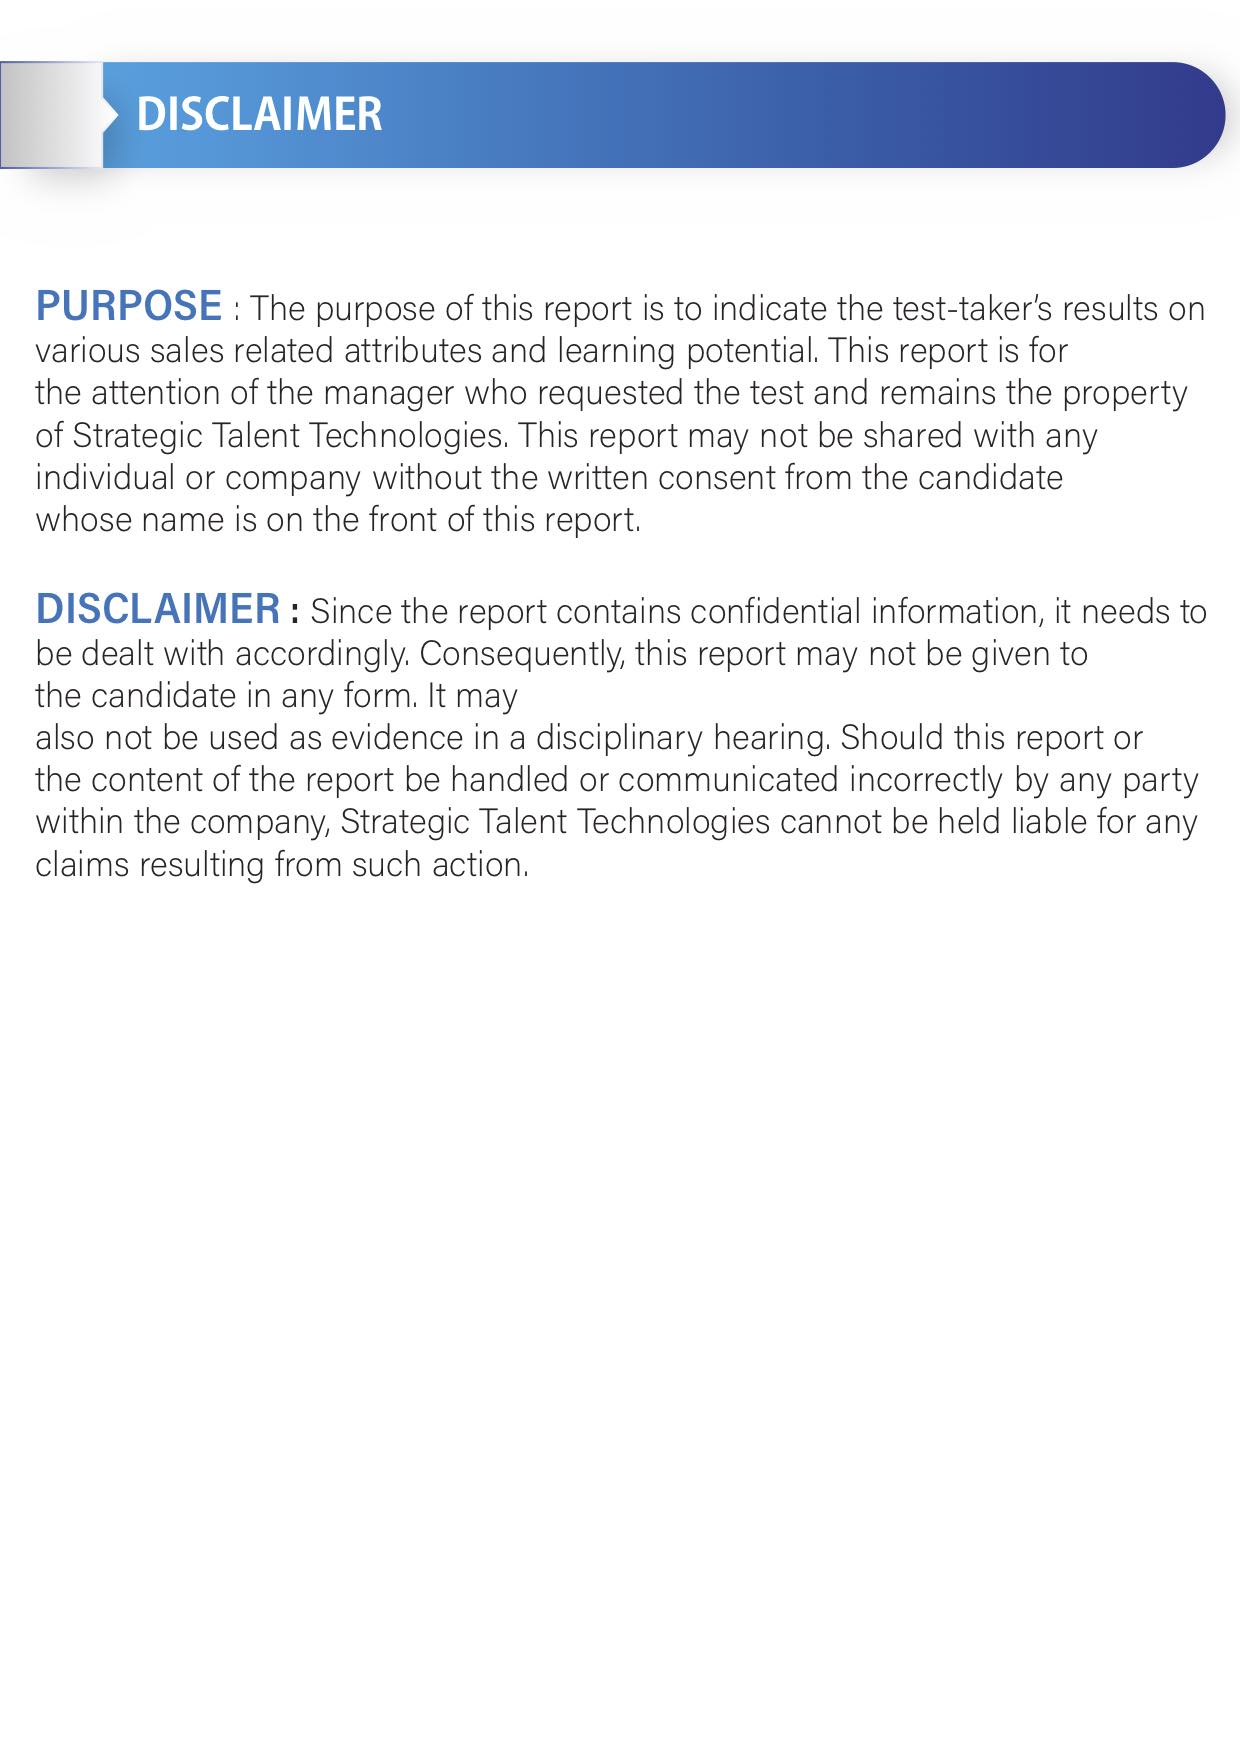 DISCLAIMER
PURPOSE : The purpose of this report is to indicate the test-taker’s results on
various sales related attributes and learning potential. This report is for
the attention of the manager who requested the test and remains the property
of Strategic Talent Technologies. This report may not be shared with any
individual or company without the written consent from the candidate
whose name is on the front of this report.
DISCLAIMER : Since the report contains confidential information, it needs to
be dealt with accordingly. Consequently, this report may not be given to
the candidate in any form. It may
also not be used as evidence in a disciplinary hearing. Should this report or
the content of the report be handled or communicated incorrectly by any party
within the company, Strategic Talent Technologies cannot be held liable for any
claims resulting from such action.